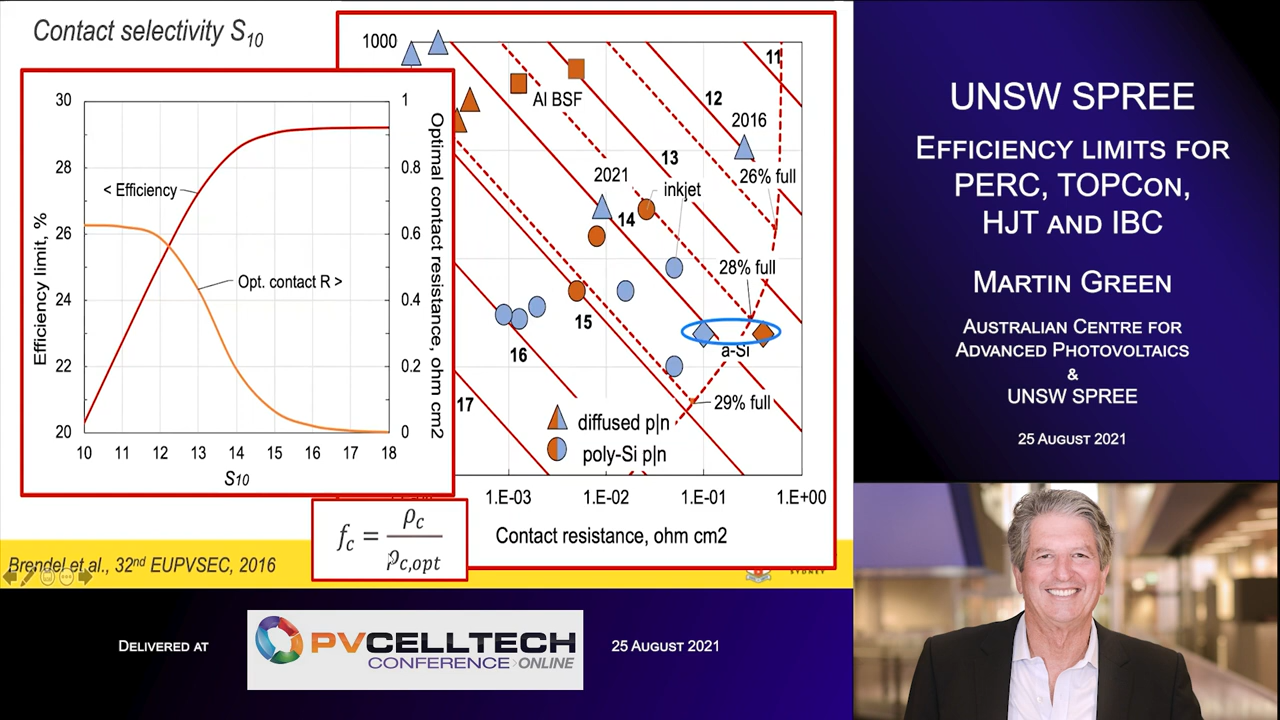 Contact selectivity S10
30
28
26
24
22
20
10
11
12
13
14
15
16
17
18
Efficiency limit, %
S10
< Efficiency
Opt. contact R >
1
0.8
0.6
0.4
0.2
0
Optimal contact resistance, ohm cm2
1000
Al BSF
11
12
2016
13
26% full
2021
inkjet
14
28% full
15
a-Si
16
29% full
17
diffused p|n
poly-Si p|n
1.E-03
1.E-02
1.E-01
1.E+00
Contact resistance, ohm cm2
fc = ρc / ρc,opt
Brendel et al., 32nd EUPVSEC, 2016
SYDNEY
UNSW SPREE
EFFICIENCY LIMITS FOR
PERC, TOPCON,
HJT AND IBC
MARTIN GREEN
AUSTRALIAN CENTRE FOR
ADVANCED PHOTOVOLTAICS
&
UNSW SPREE
25 AUGUST 2021
DELIVERED AT
PVCELLTECH
CONFERENCE>ONLINE
25 AUGUST 2021